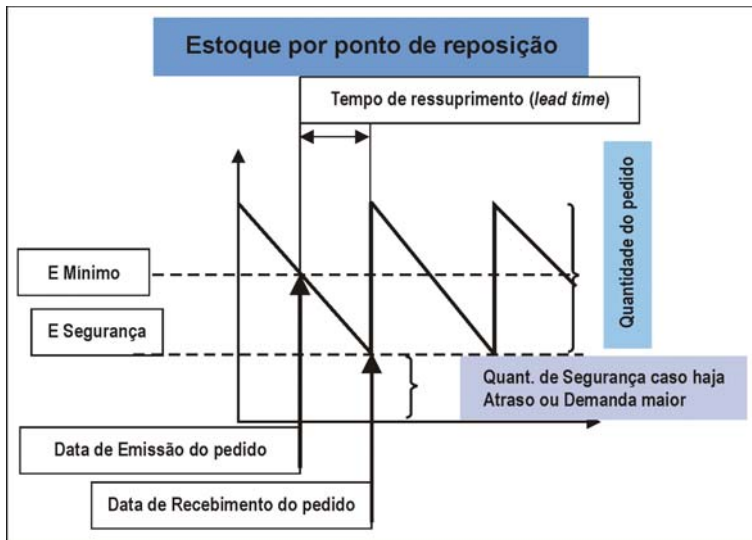 Estoque por ponto de reposição
Tempo de ressuprimento (lead time)
Quantidade do pedido
E Mínimo
E Segurança
Quant. de Segurança caso haja
Atraso ou Demanda maior
Data de Emissão do pedido
Data de Recebimento do pedido